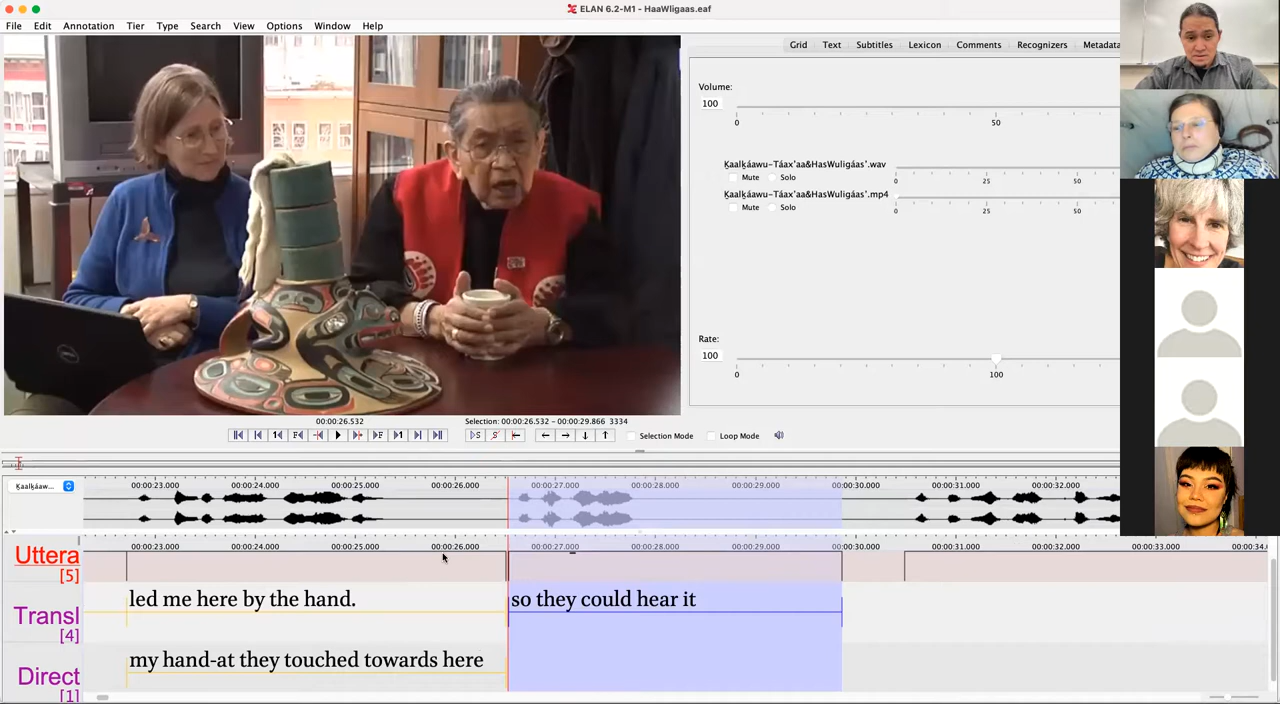 ELAN 6.2-M1 - HaaWligaas.eaf
File Edit Annotation Tier Type Search View Options Window Help
Grid Text Subtitles Lexicon Comments Recognizers Metadata
Volume:
100
0 50
Ḵaalḵáawu-Táax'aa&HasWuligáas'.wav
Mute Solo
0 25 50
Ḵaalḵáawu-Táax'aa&HasWuligáas'.mp4
Mute Solo
0 25 50
Rate:
100
0 100
00:00:26.532 Selection: 00:00:26.532 - 00:00:29.866 3334
Selection Mode Loop Mode
Ḵaalḵáaw...
00:00:23.000 00:00:24.000 00:00:25.000 00:00:26.000 00:00:27.000 00:00:28.000 00:00:29.000 00:00:30.000 00:00:31.000 00:00:32.000
00:00:23.000 00:00:24.000 00:00:25.000 00:00:26.000 00:00:27.000 00:00:28.000 00:00:29.000 00:00:30.000 00:00:31.000 00:00:32.000 00:00:33.000 00:00:34.0
Uttera
[5]
Transl
[4]
led me here by the hand. so they could hear it
Direct
[1]
my hand-at they touched towards here